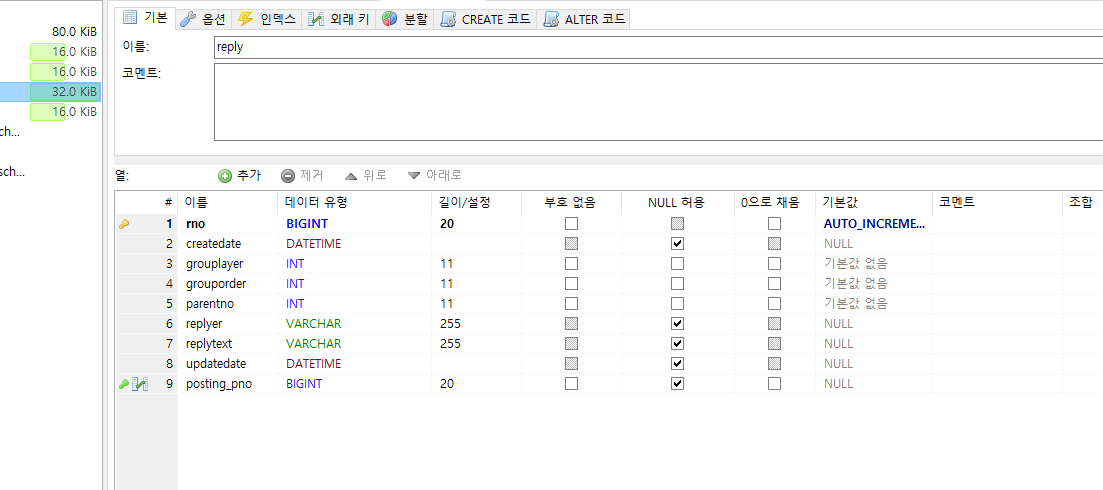 기본 옵션 인덱스 외래 키 분할 CREATE 코드 ALTER 코드
80.0 KiB
16.0 KiB
16.0 KiB
32.0 KiB
16.0 KiB
ch...
sch...
이름: reply
코멘트:
열: 추가 제거 위로 아래로
# 이름 데이터 유형 길이/설정 부호 없음 NULL 허용 0으로 채움 기본값 코멘트 조합
1 rno BIGINT 20 AUTO_INCREME...
2 createdate DATETIME NULL
3 grouplayer INT 11 기본값 없음
4 grouporder INT 11 기본값 없음
5 parentno INT 11 기본값 없음
6 replyer VARCHAR 255 NULL
7 replytext VARCHAR 255 NULL
8 updatedate DATETIME NULL
9 posting_pno BIGINT 20 NULL